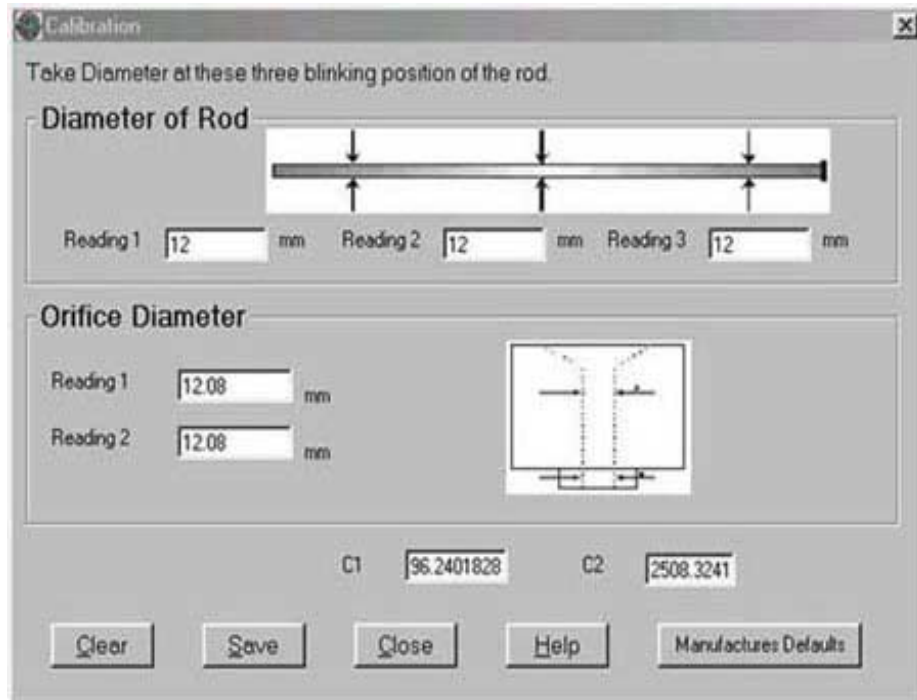 Calibration
Take Diameter at these three blinking position of the rod.
Diameter of Rod
Reading 1 12 mm Reading 2 12 mm Reading 3 12 mm
Orifice Diameter
Reading 1 12.08 mm
Reading 2 12.08 mm
C1 96.2401828 C2 2508.3241
Clear Save Close Help Manufactures Defaults